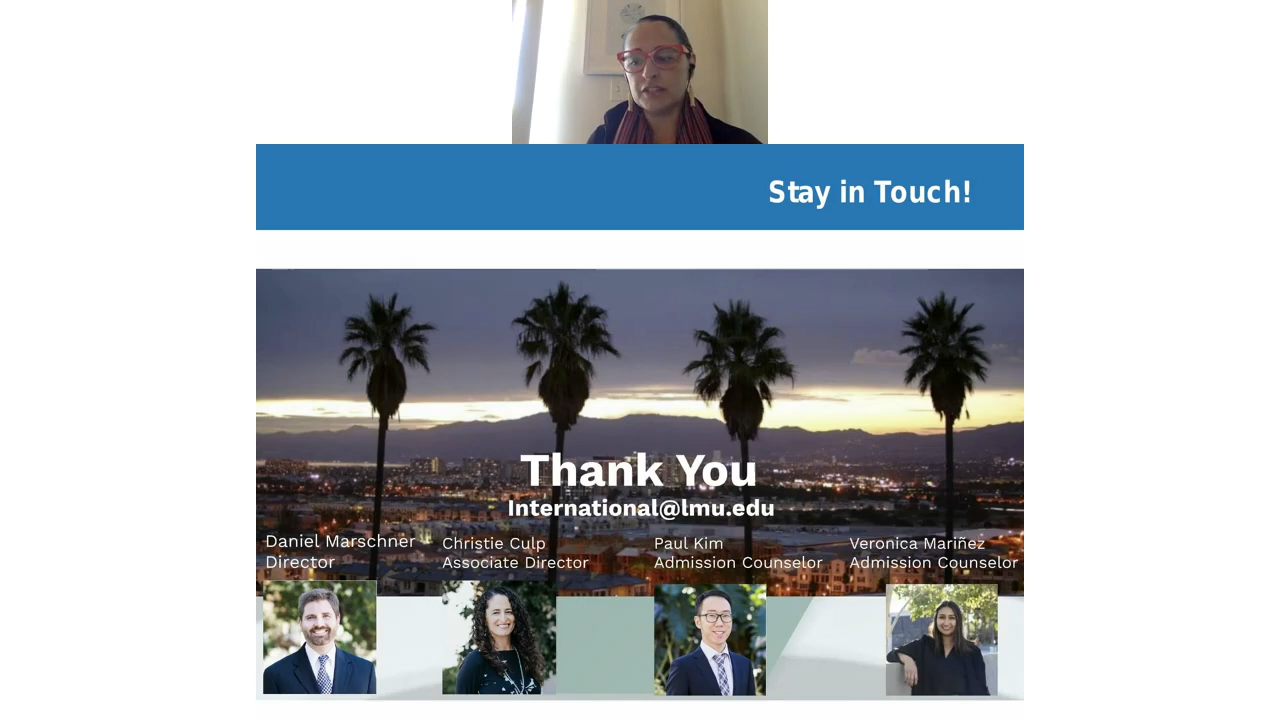 Stay in Touch!
Thank You
International@lmu.edu
Daniel Marschner
Director
Christie Culp
Associate Director
Paul Kim
Admission Counselor
Veronica Mariñez
Admission Counselor